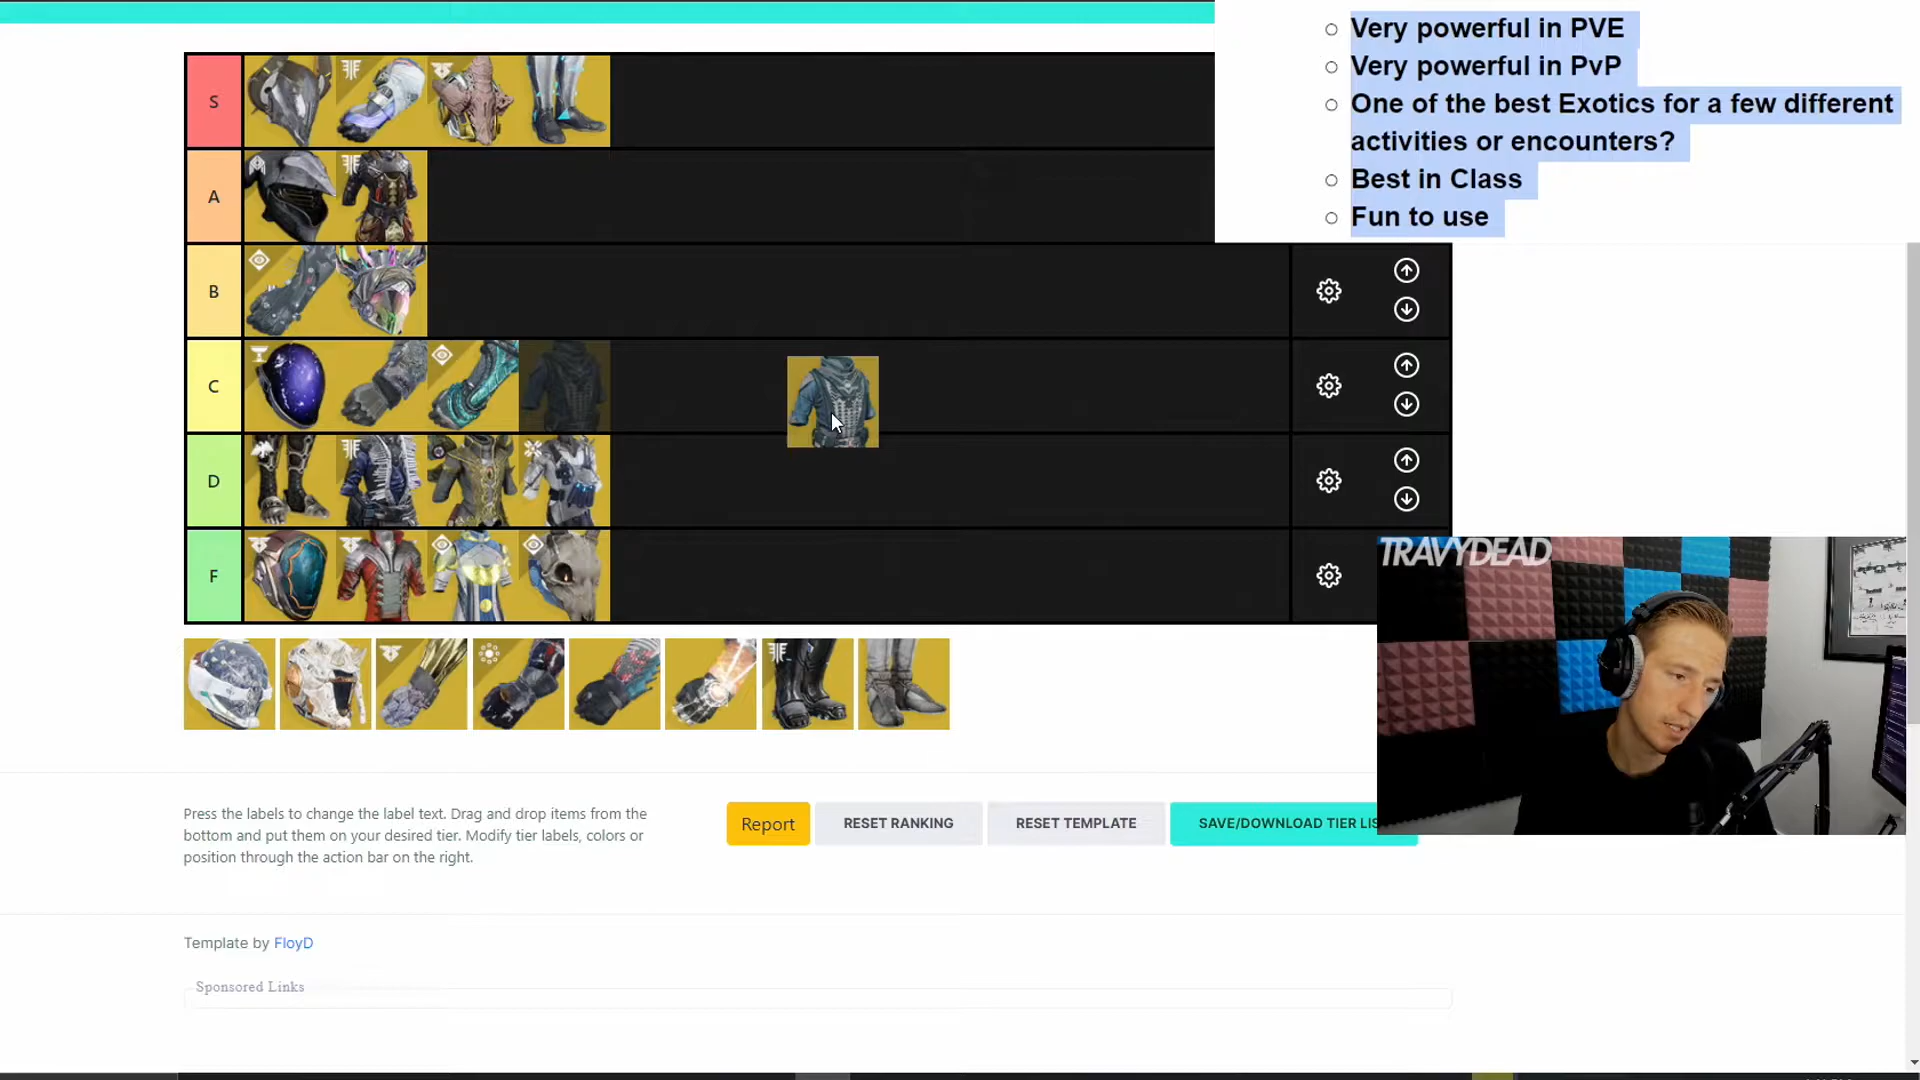 Very powerful in PVE
Very powerful in PvP
One of the best Exotics for a few different
activities or encounters?
Best in Class
Fun to use
S
A
B
C
D
F
TRAVYDEAD
Press the labels to change the label text. Drag and drop items from the
bottom and put them on your desired tier. Modify tier labels, colors or
position through the action bar on the right.
Report
RESET RANKING
RESET TEMPLATE
SAVE/DOWNLOAD TIER LIS
Template by FloyD
Sponsored Links